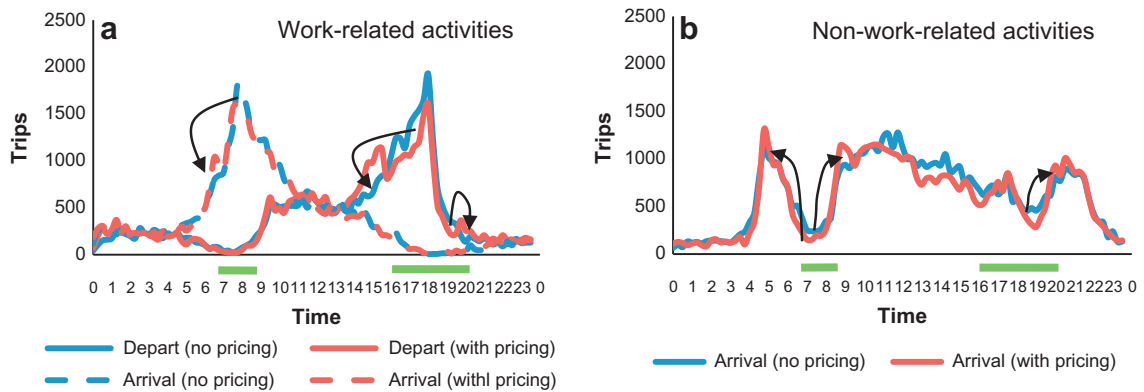 a
Work-related activities
2500
2000
1500
1000
500
0
Trips
0 1 2 3 4 5 6 7 8 9 10 11 12 13 14 15 16 17 18 19 20 21 22 23 0
Time
Depart (no pricing)
Depart (with pricing)
Arrival (no pricing)
Arrival (withl pricing)
b
Non-work-related activities
2500
2000
1500
1000
500
0
Trips
0 1 2 3 4 5 6 7 8 9 10 11 12 13 14 15 16 17 18 19 20 21 22 23 0
Time
Arrival (no pricing)
Arrival (with pricing)